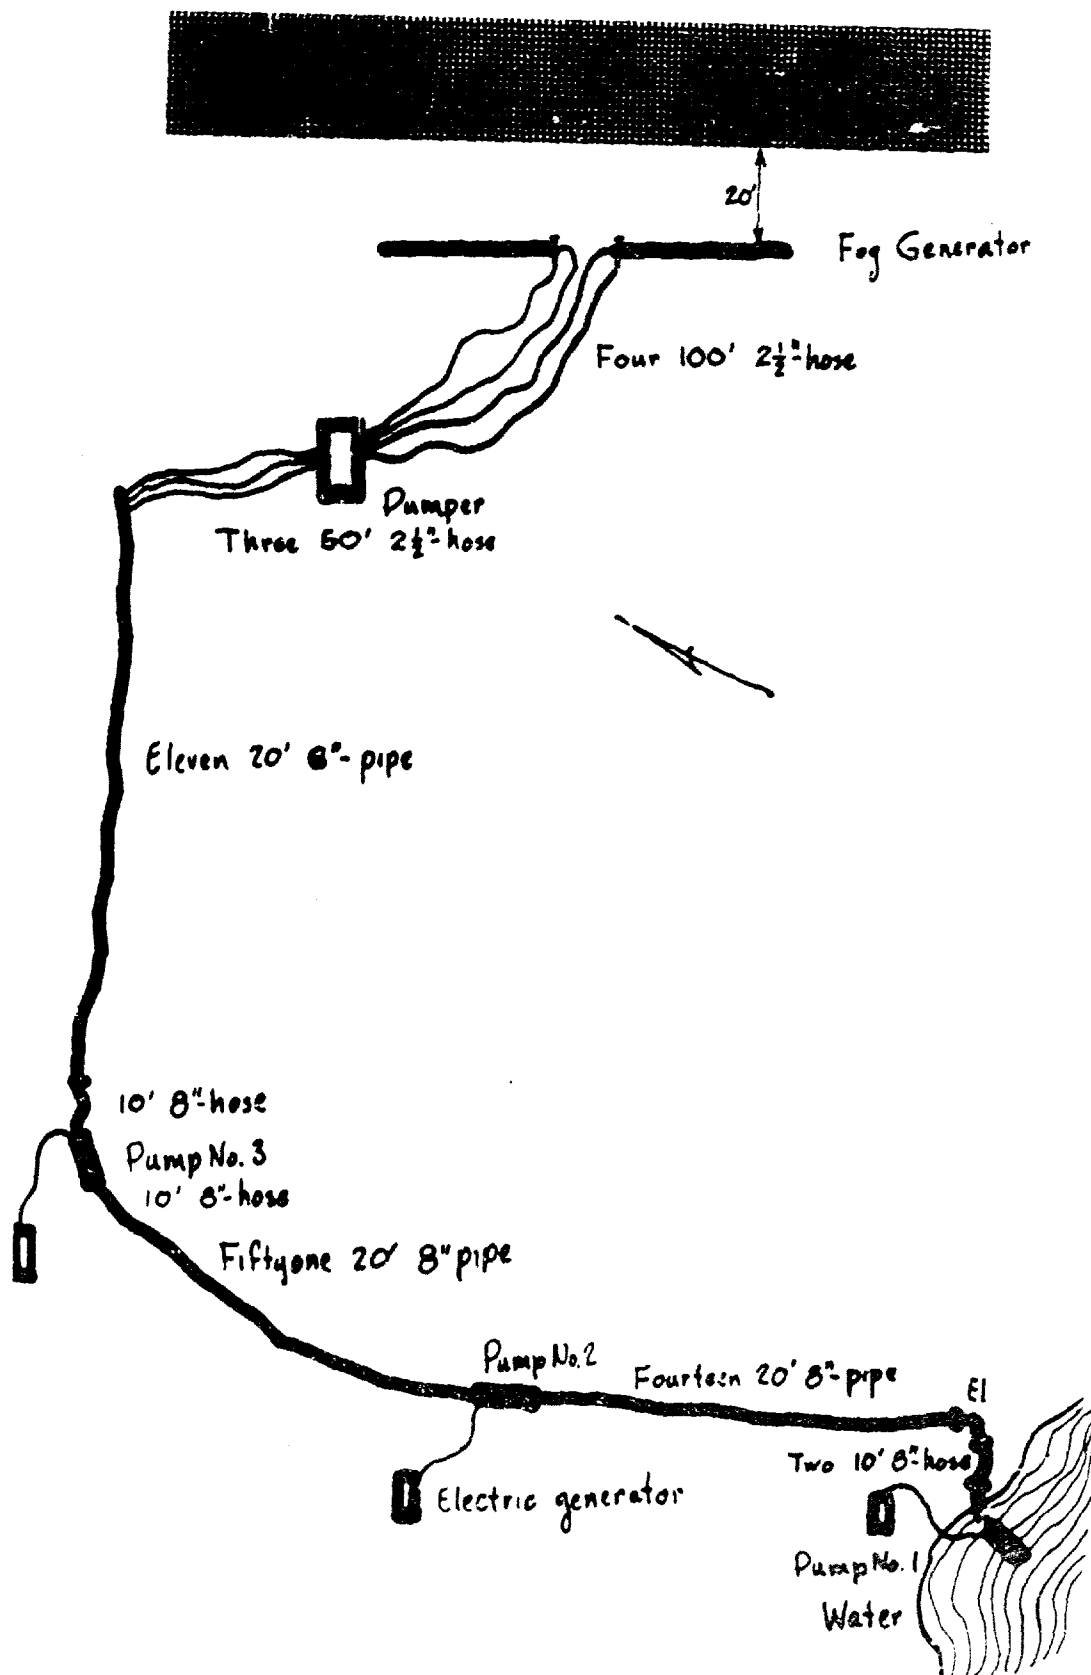 20'
Fog Generator
Four 100' 2½"-hose
Pumper
Three 50' 2½"-hose
Eleven 20' 6"-pipe
10' 8"-hose
Pump No. 3
10' 8"-hose
Fiftyone 20' 8" pipe
Pump No. 2
Fourteen 20' 8"-pipe
El
Two 10' 8"-hose
Electric generator
Pump No. 1
Water